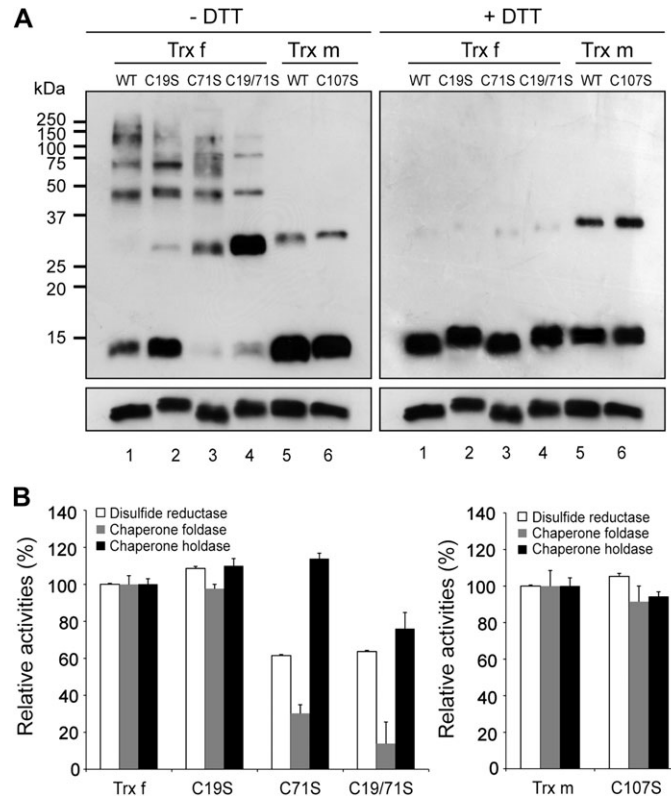 A
- DTT
+ DTT
Trx f Trx m Trx f Trx m
WT C19S C71S C19/71S WT C107S WT C19S C71S C19/71S WT C107S
kDa
250
150
100
75
50
37
25
20
15
1 2 3 4 5 6 1 2 3 4 5 6
B
Disulfide reductase
Chaperone foldase
Chaperone holdase
Relative activities (%)
140
120
100
80
60
40
20
0
Trx f C19S C71S C19/71S
Disulfide reductase
Chaperone foldase
Chaperone holdase
Relative activities (%)
140
120
100
80
60
40
20
0
Trx m C107S